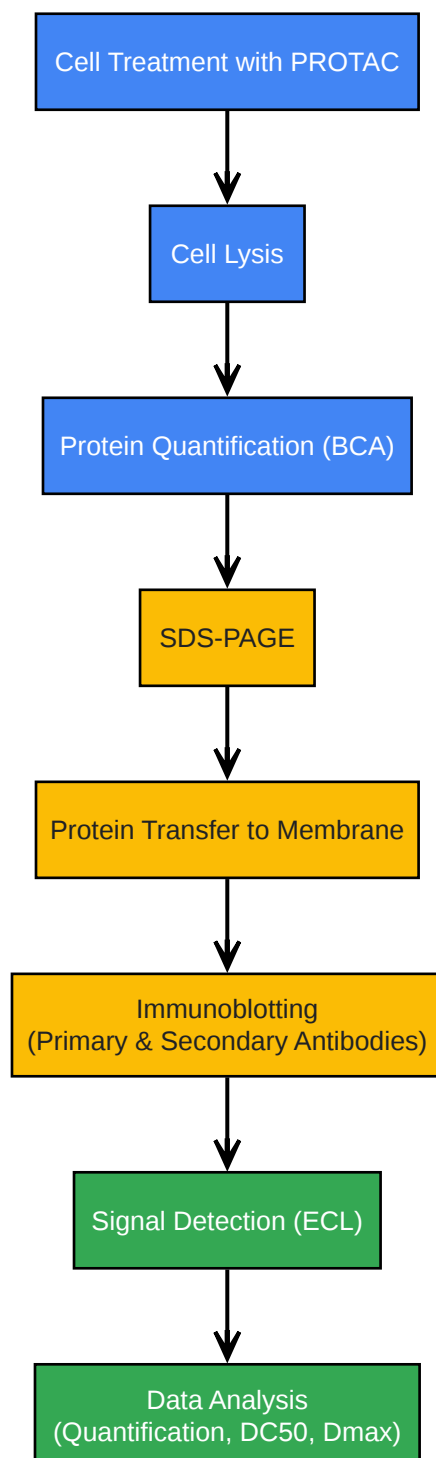 Cell Treatment with PROTAC
Cell Lysis
Protein Quantification (BCA)
SDS-PAGE
Protein Transfer to Membrane
Immunoblotting
(Primary & Secondary Antibodies)
Signal Detection (ECL)
Data Analysis
(Quantification, DC50, Dmax)